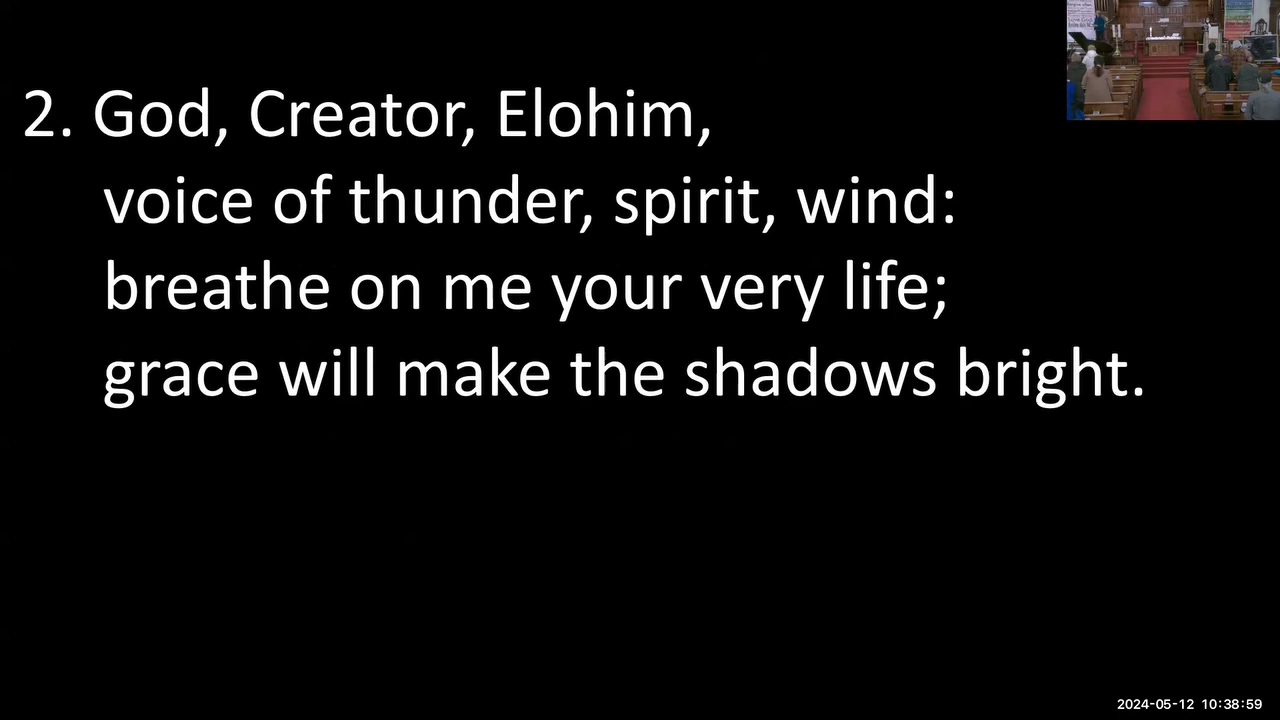 2. God, Creator, Elohim,
voice of thunder, spirit, wind:
breathe on me your very life;
grace will make the shadows bright.
2024-05-12 10:38:59